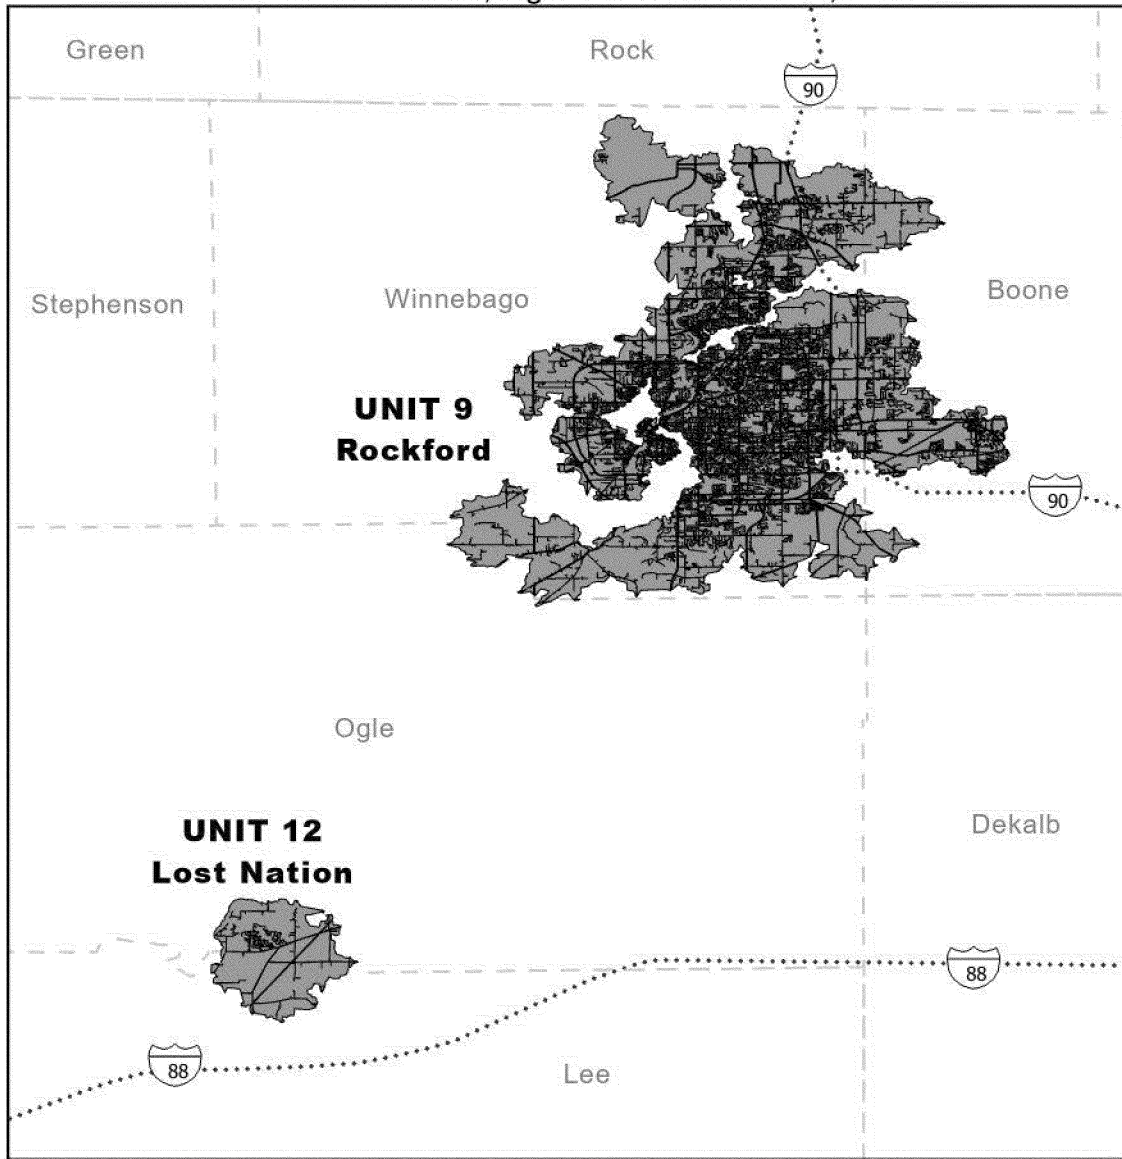 Green
Rock
90
Stephenson
Winnebago
Boone
UNIT 9
Rockford
90
Ogle
UNIT 12
Lost Nation
Dekalb
88
88
Lee